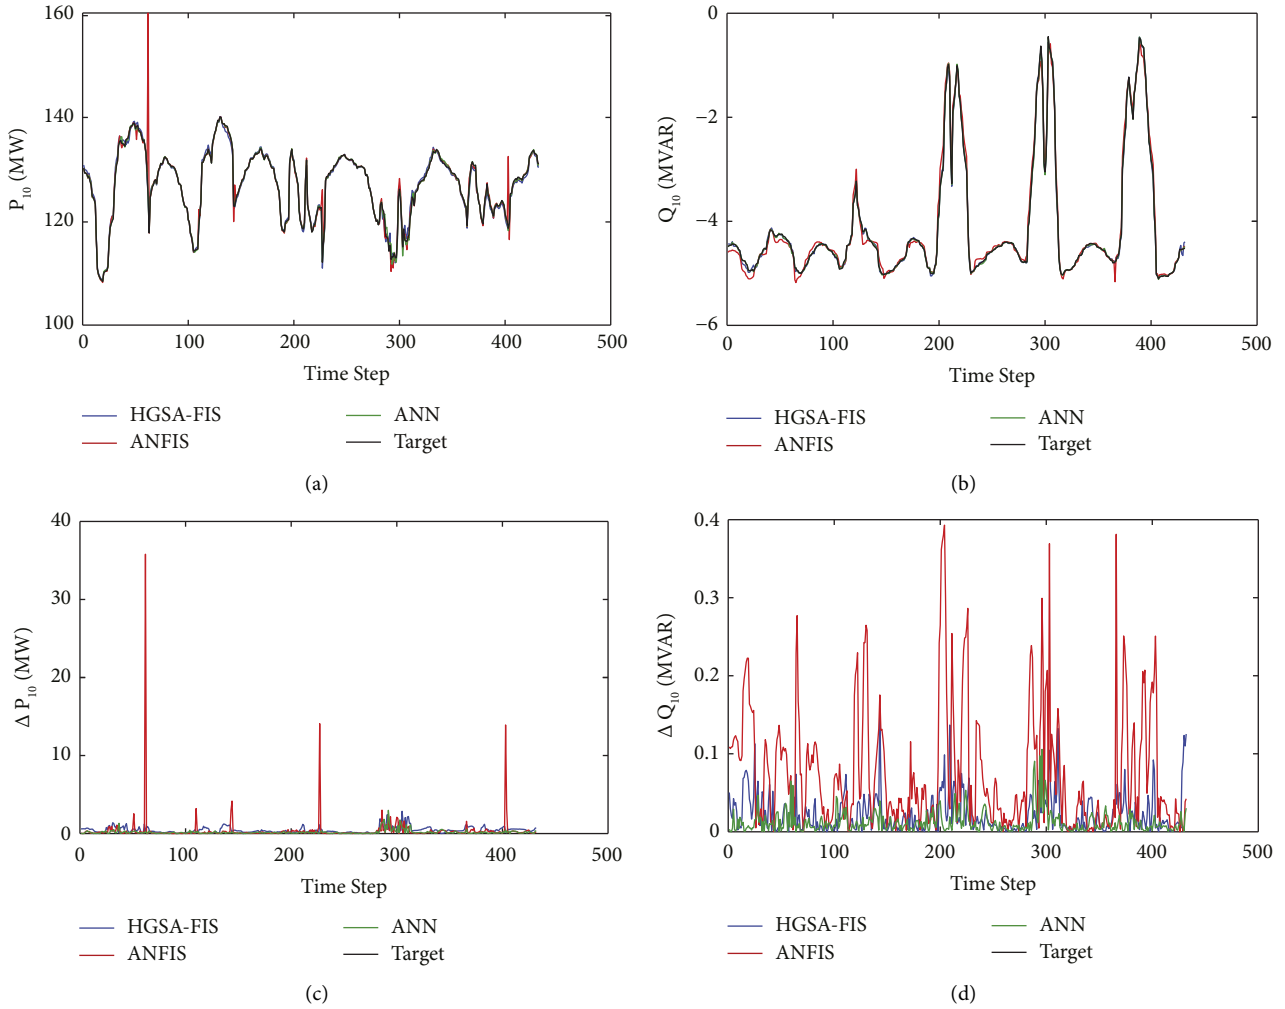 160
140
120
100
P10 (MW)
0 100 200 300 400 500
Time Step
HGSA-FIS
ANFIS
ANN
Target
(a)
0
−2
−4
−6
Q10 (MVAR)
0 100 200 300 400 500
Time Step
HGSA-FIS
ANFIS
ANN
Target
(b)
40
30
20
10
0
Δ P10 (MW)
0 100 200 300 400 500
Time Step
HGSA-FIS
ANFIS
ANN
Target
(c)
0.4
0.3
0.2
0.1
0
Δ Q10 (MVAR)
0 100 200 300 400 500
Time Step
HGSA-FIS
ANFIS
ANN
Target
(d)